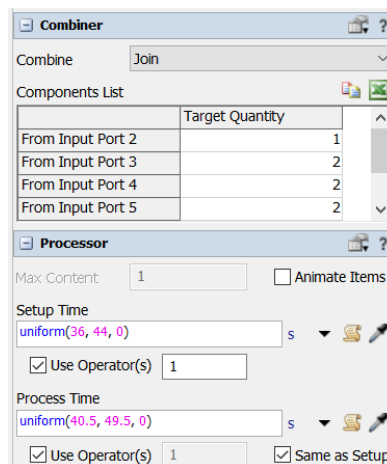 Combiner ?
Combine Join
Components List
Target Quantity
From Input Port 2 1
From Input Port 3 2
From Input Port 4 2
From Input Port 5 2
Processor ?
Max Content 1 Animate Items
Setup Time
uniform(36, 44, 0) s
Use Operator(s) 1
Process Time
uniform(40.5, 49.5, 0) s
Use Operator(s) 1 Same as Setup